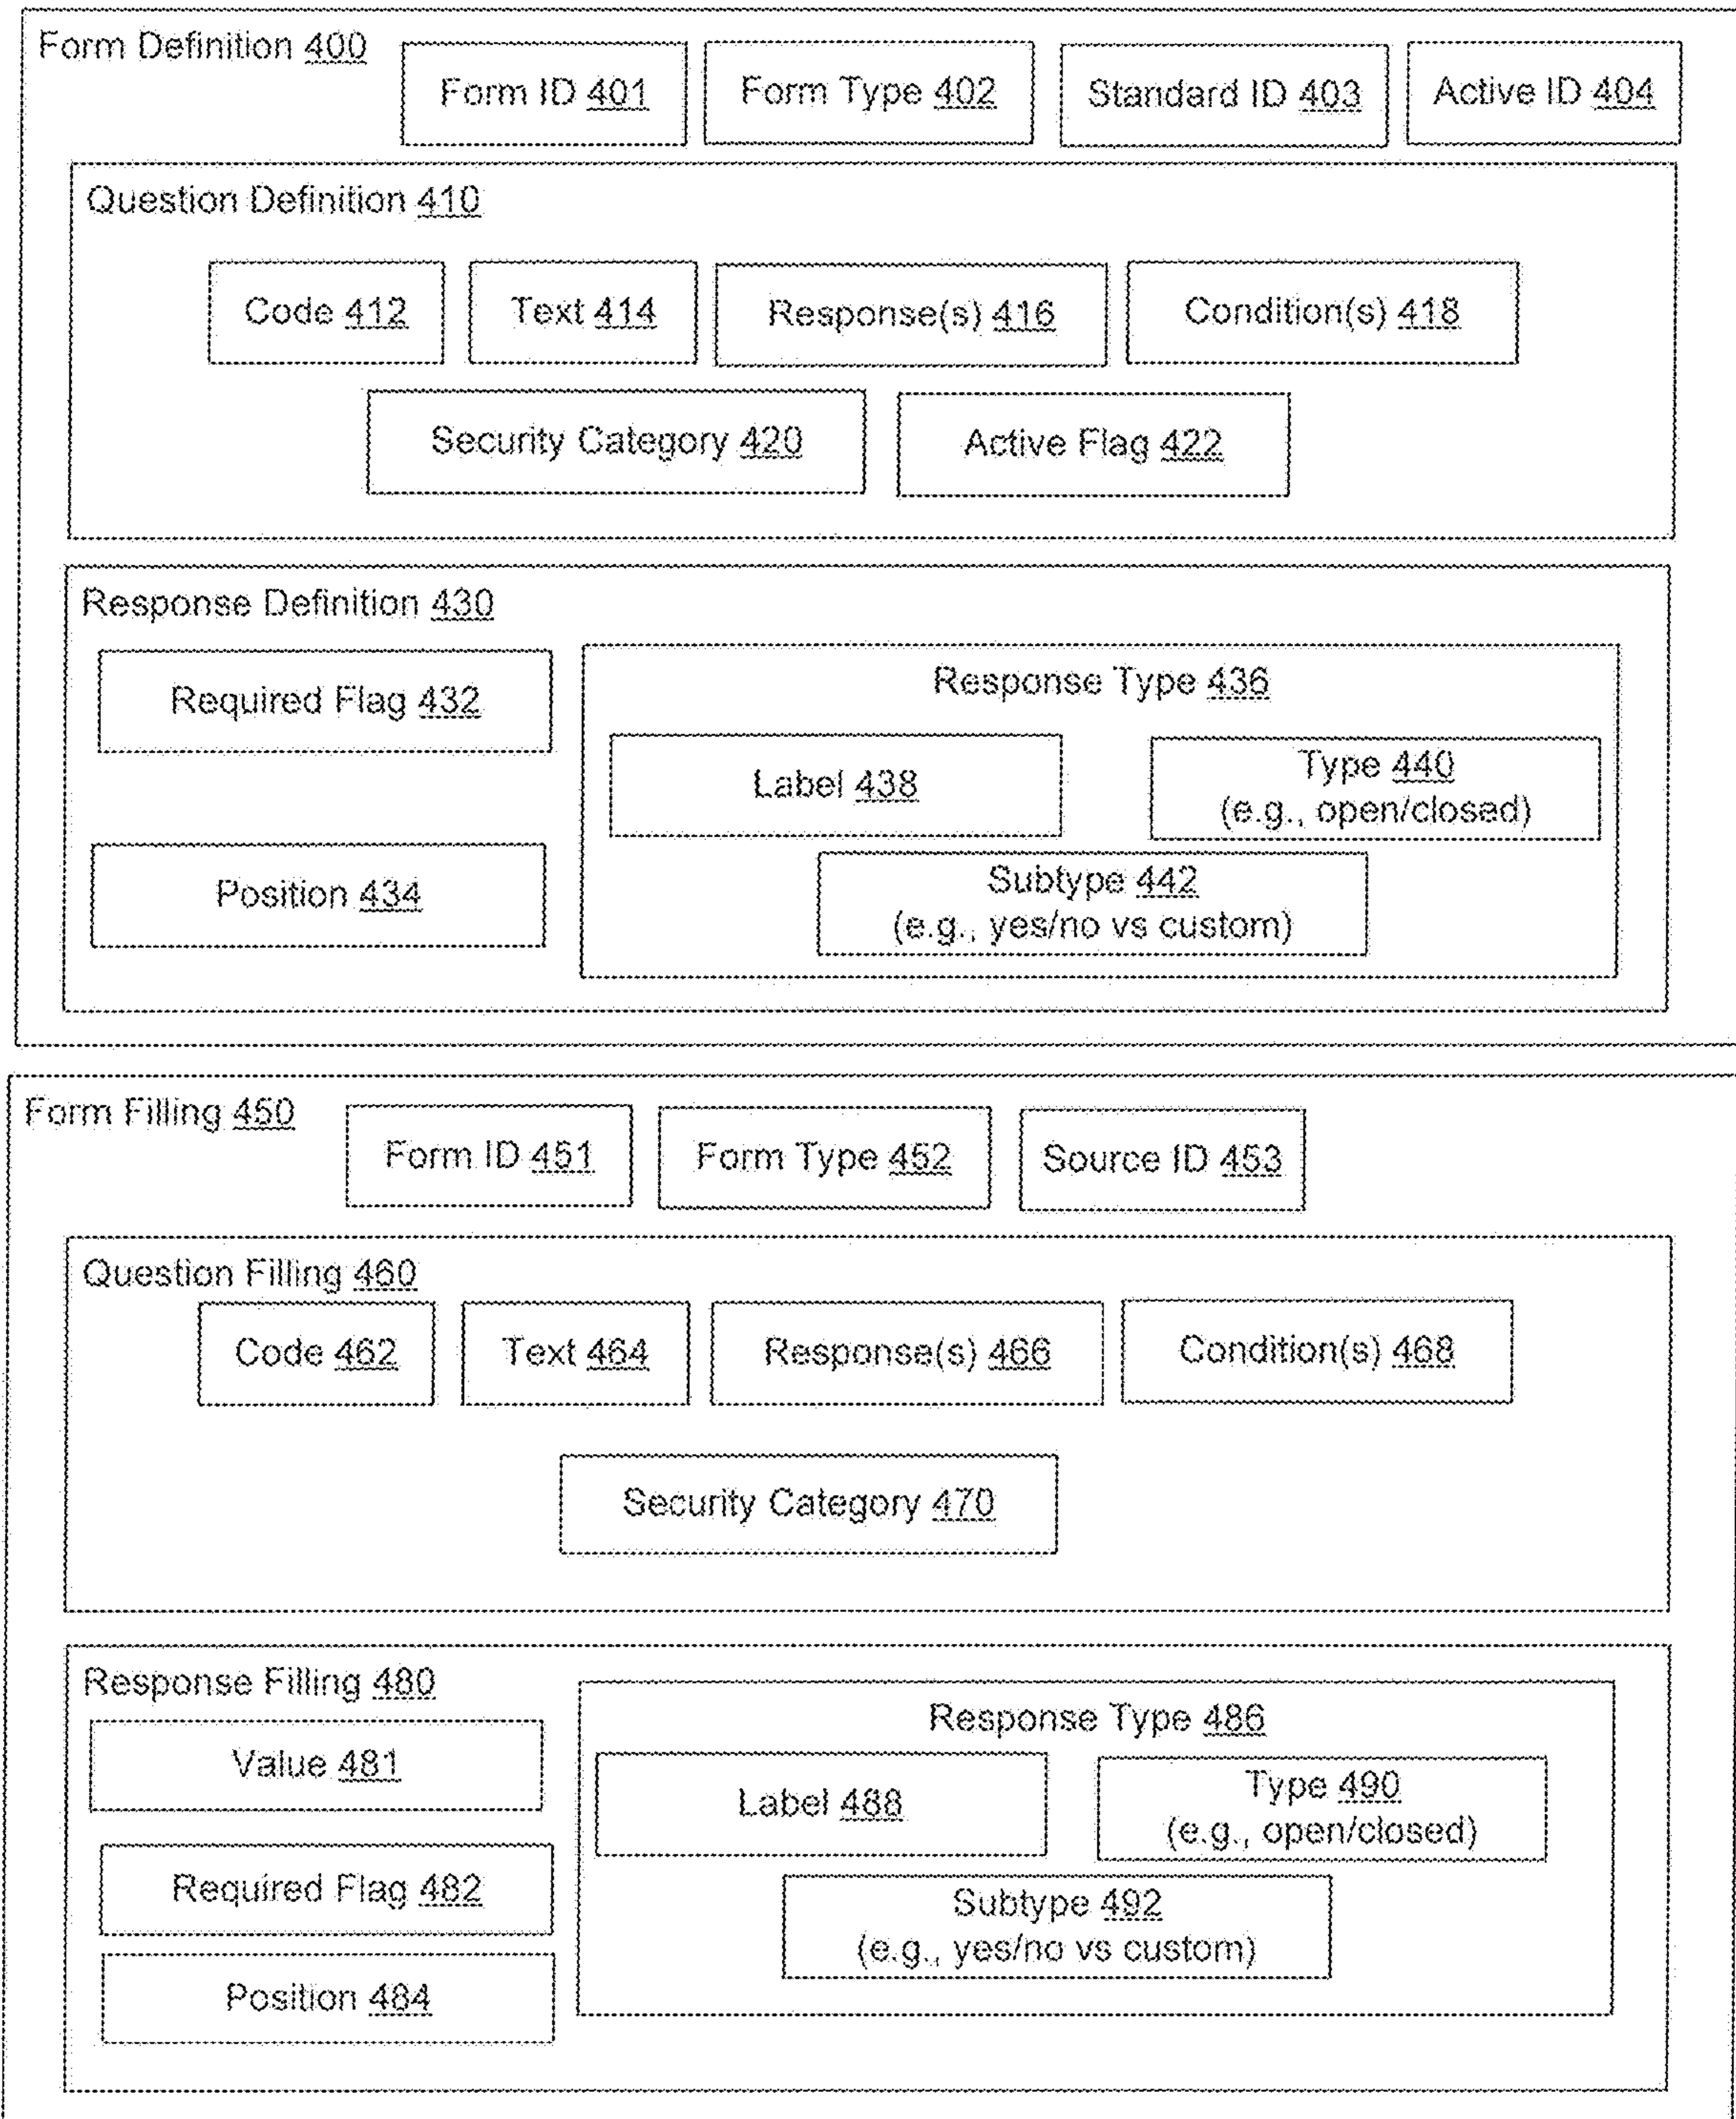 Form Definition 400
Form ID 401
Form Type 402
Standard ID 403
Active ID 404
Question Definition 410
Code 412
Text 414
Response(s) 416
Condition(s) 418
Security Category 420
Active Flag 422
Response Definition 430
Required Flag 432
Position 434
Response Type 436
Label 438
Type 440
(e.g., open/closed)
Subtype 442
(e.g., yes/no vs custom)
Form Filling 450
Form ID 451
Form Type 452
Source ID 453
Question Filling 460
Code 462
Text 464
Response(s) 466
Condition(s) 468
Security Category 470
Response Filling 480
Value 481
Required Flag 482
Position 484
Response Type 486
Label 488
Type 490
(e.g., open/closed)
Subtype 492
(e.g., yes/no vs custom)